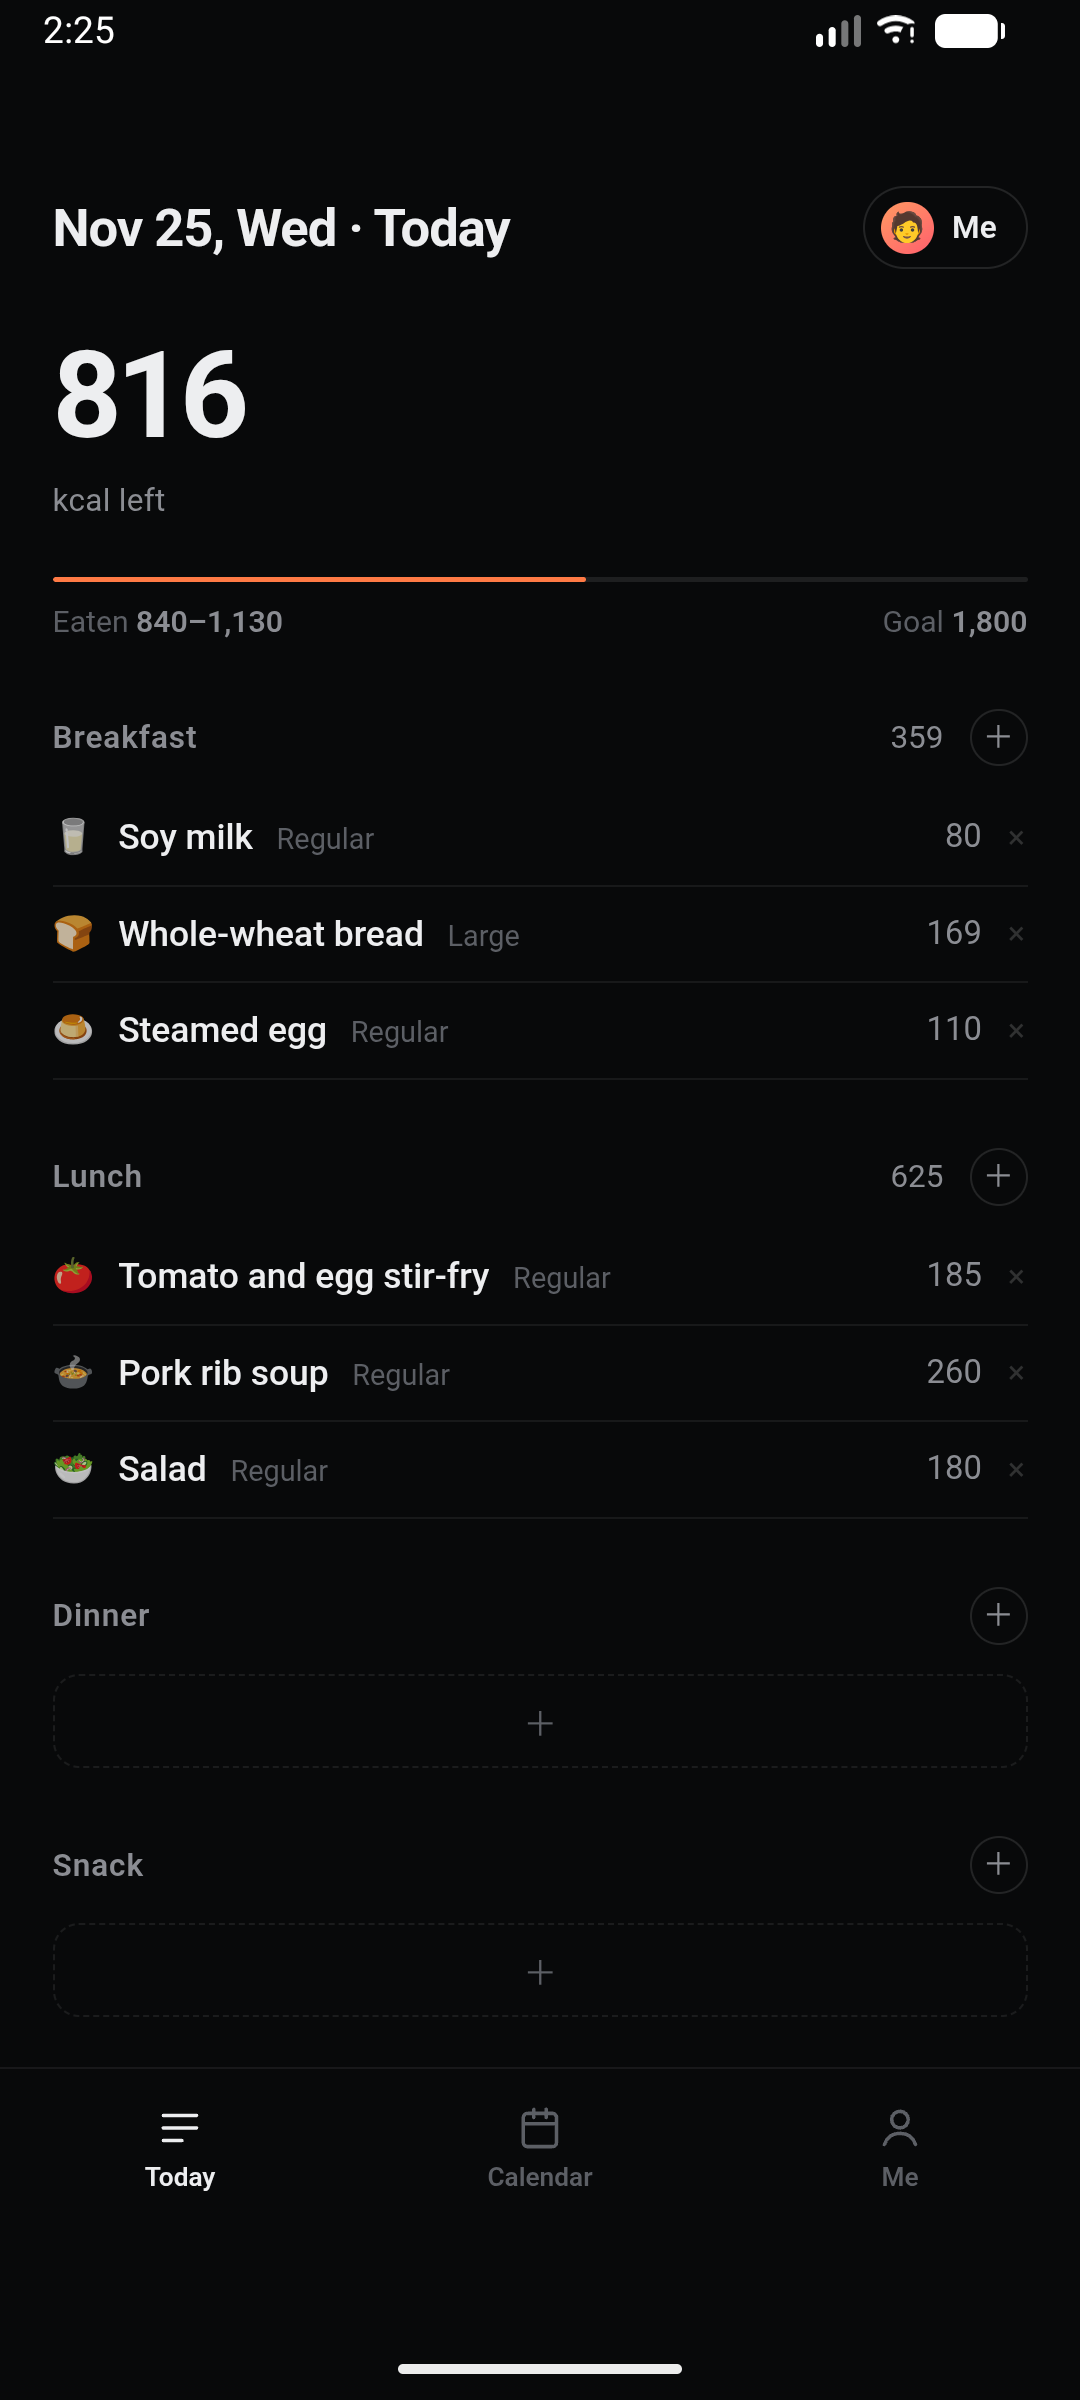 2:25
Nov 25, Wed · Today
Me
816
kcal left
Eaten 840–1,130
Goal 1,800
Breakfast 359
Soy milk Regular 80 ×
Whole-wheat bread Large 169 ×
Steamed egg Regular 110 ×
Lunch 625
Tomato and egg stir-fry Regular 185 ×
Pork rib soup Regular 260 ×
Salad Regular 180 ×
Dinner
Snack
Today
Calendar
Me